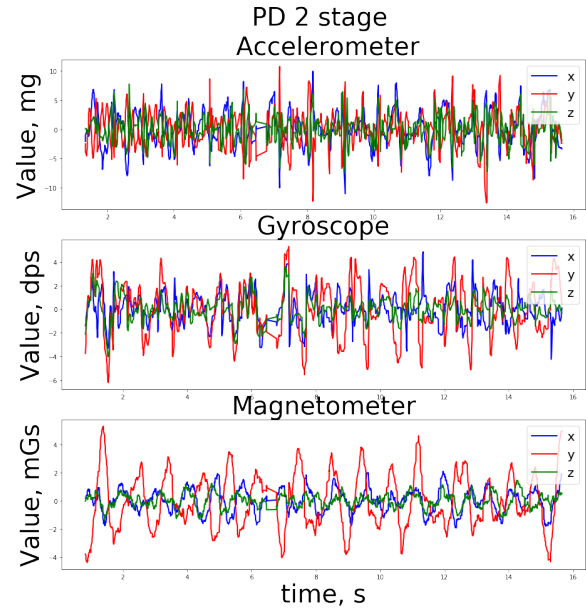 PD 2 stage
Accelerometer
Value, mg
10
5
0
−5
−10
x
y
z
2 4 6 8 10 12 14 16
Gyroscope
Value, dps
4
2
0
−2
−4
−6
x
y
z
2 4 6 8 10 12 14 16
Magnetometer
Value, mGs
4
2
0
−2
−4
x
y
z
2 4 6 8 10 12 14 16
time, s